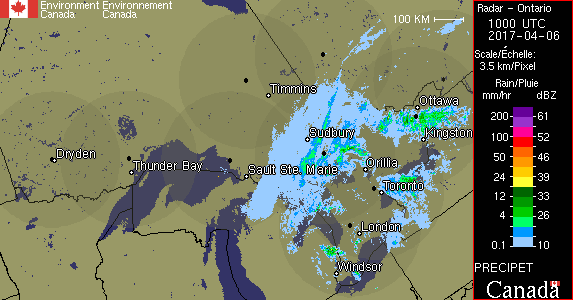 Environment Environnement
Canada Canada
100 KM
Timmins
Ottawa
Sudbury
Kingston
Dryden
Thunder Bay
Sault Ste. Marie
Orillia
Toronto
London
Windsor
Radar - Ontario
1000 UTC
2017-04-06
Scale/Échelle:
3.5 km/Pixel
Rain/Pluie
mm/hr dBZ
200 61
100 52
50 46
24 39
12 33
4 26
0.1 10
PRECIPET
Canada